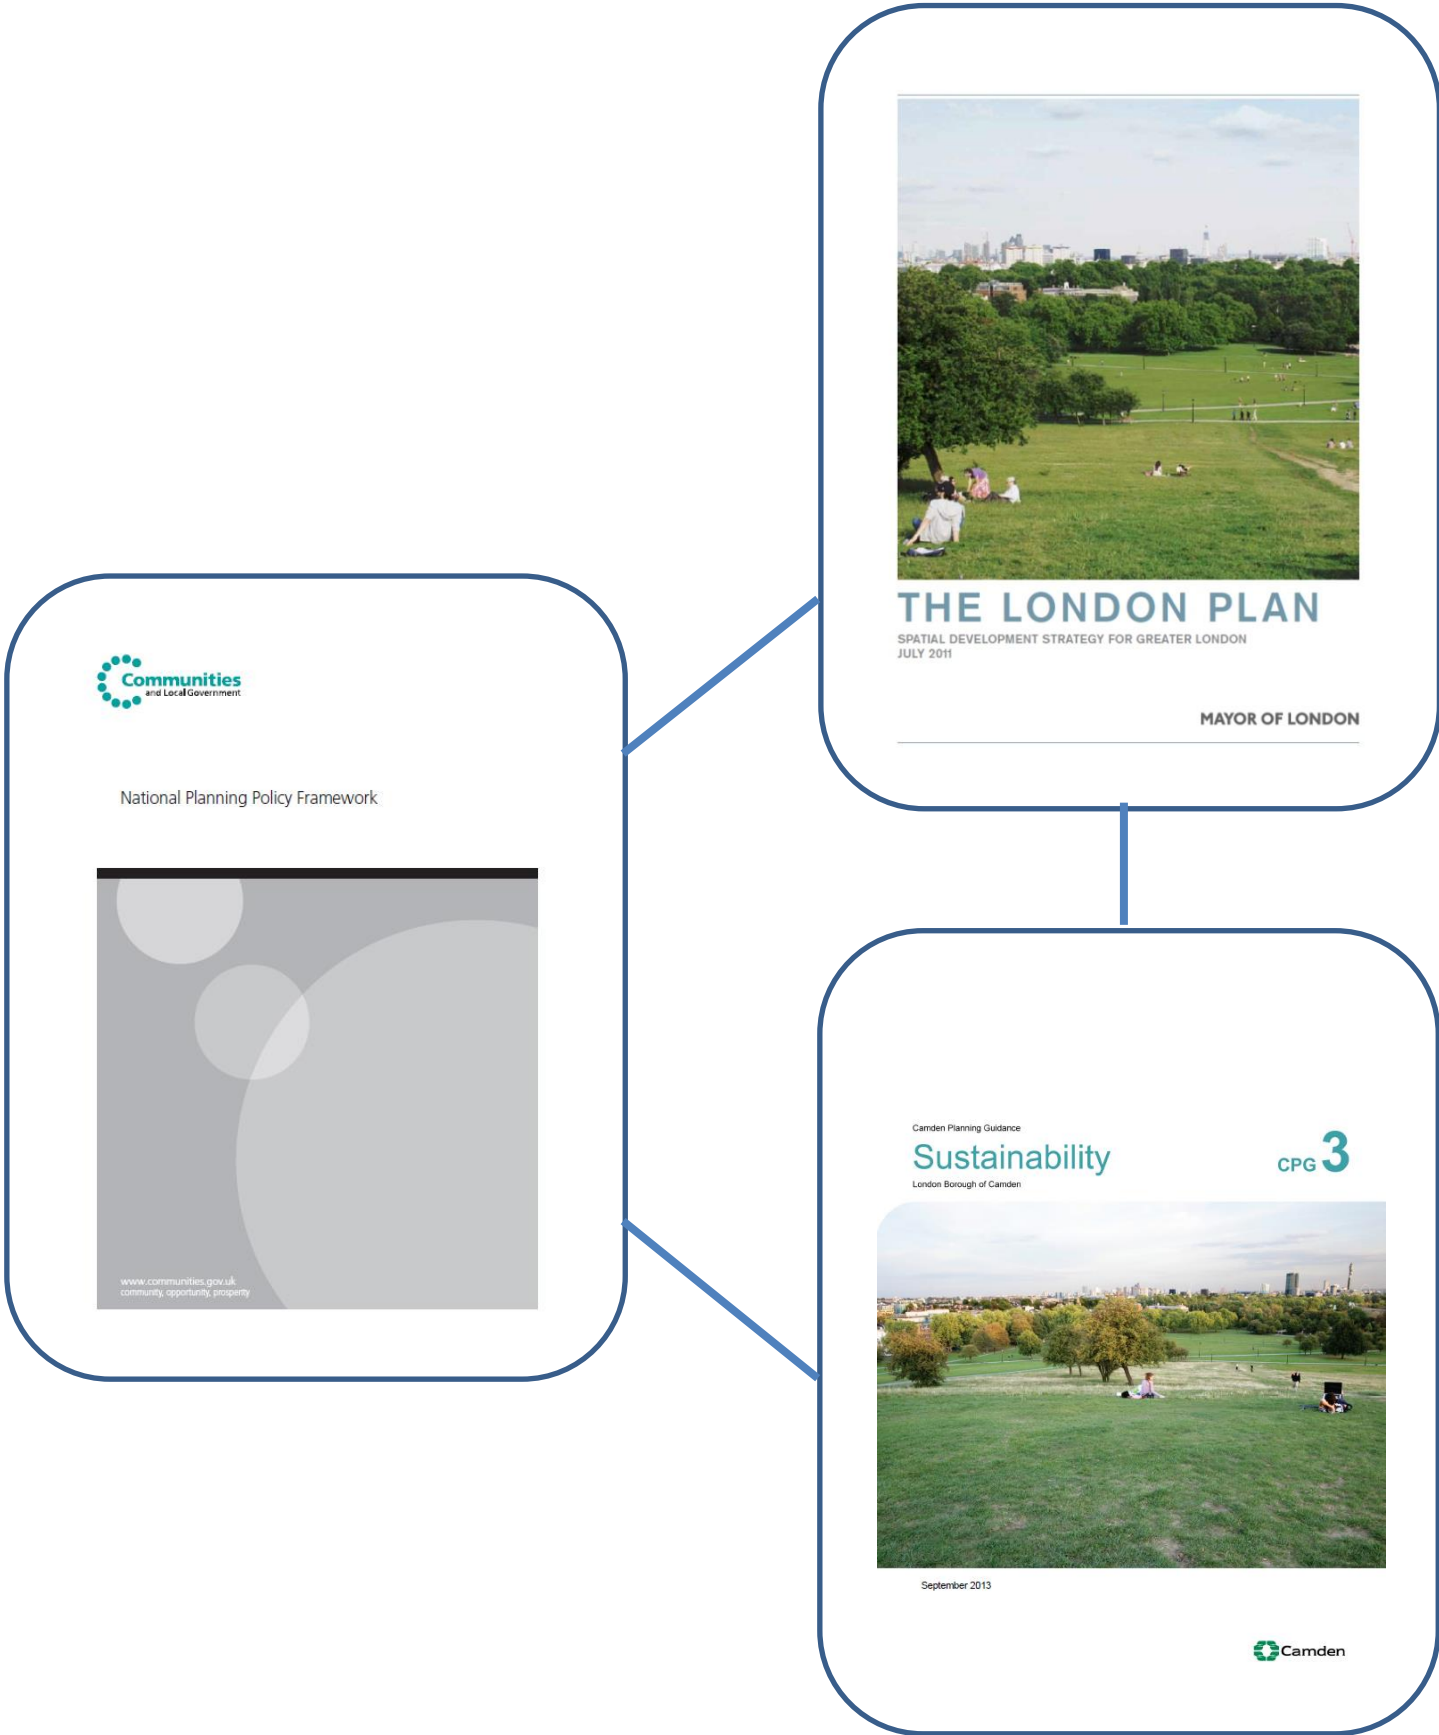 THE LONDON PLAN
SPATIAL DEVELOPMENT STRATEGY FOR GREATER LONDON
JULY 2011
MAYOR OF LONDON
Communities
and Local Government
National Planning Policy Framework
www.communities.gov.uk
community, opportunity, prosperity
Camden Planning Guidance
Sustainability
CPG 3
London Borough of Camden
September 2013
Camden